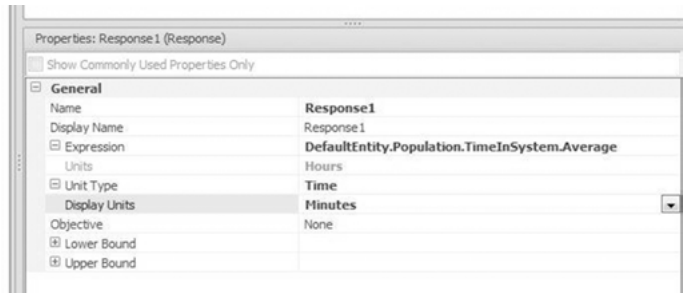 Properties: Response1 (Response)
Show Commonly Used Properties Only
General
Name Response1
Display Name Response1
Expression DefaultEntity.Population.TimeInSystem.Average
Units Hours
Unit Type Time
Display Units Minutes
Objective None
Lower Bound
Upper Bound